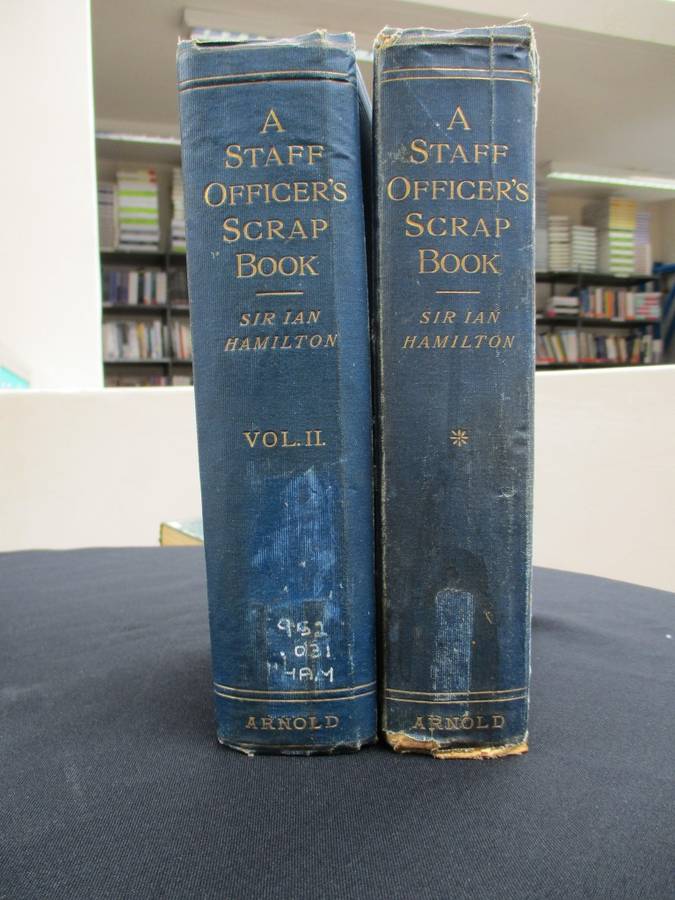 A
STAFF
OFFICER'S
SCRAP
BOOK
SIR IAN
HAMILTON
VOL. II.
952
.031
HAM
ARNOLD
A
STAFF
OFFICER'S
SCRAP
BOOK
SIR IAN
HAMILTON
ARNOLD